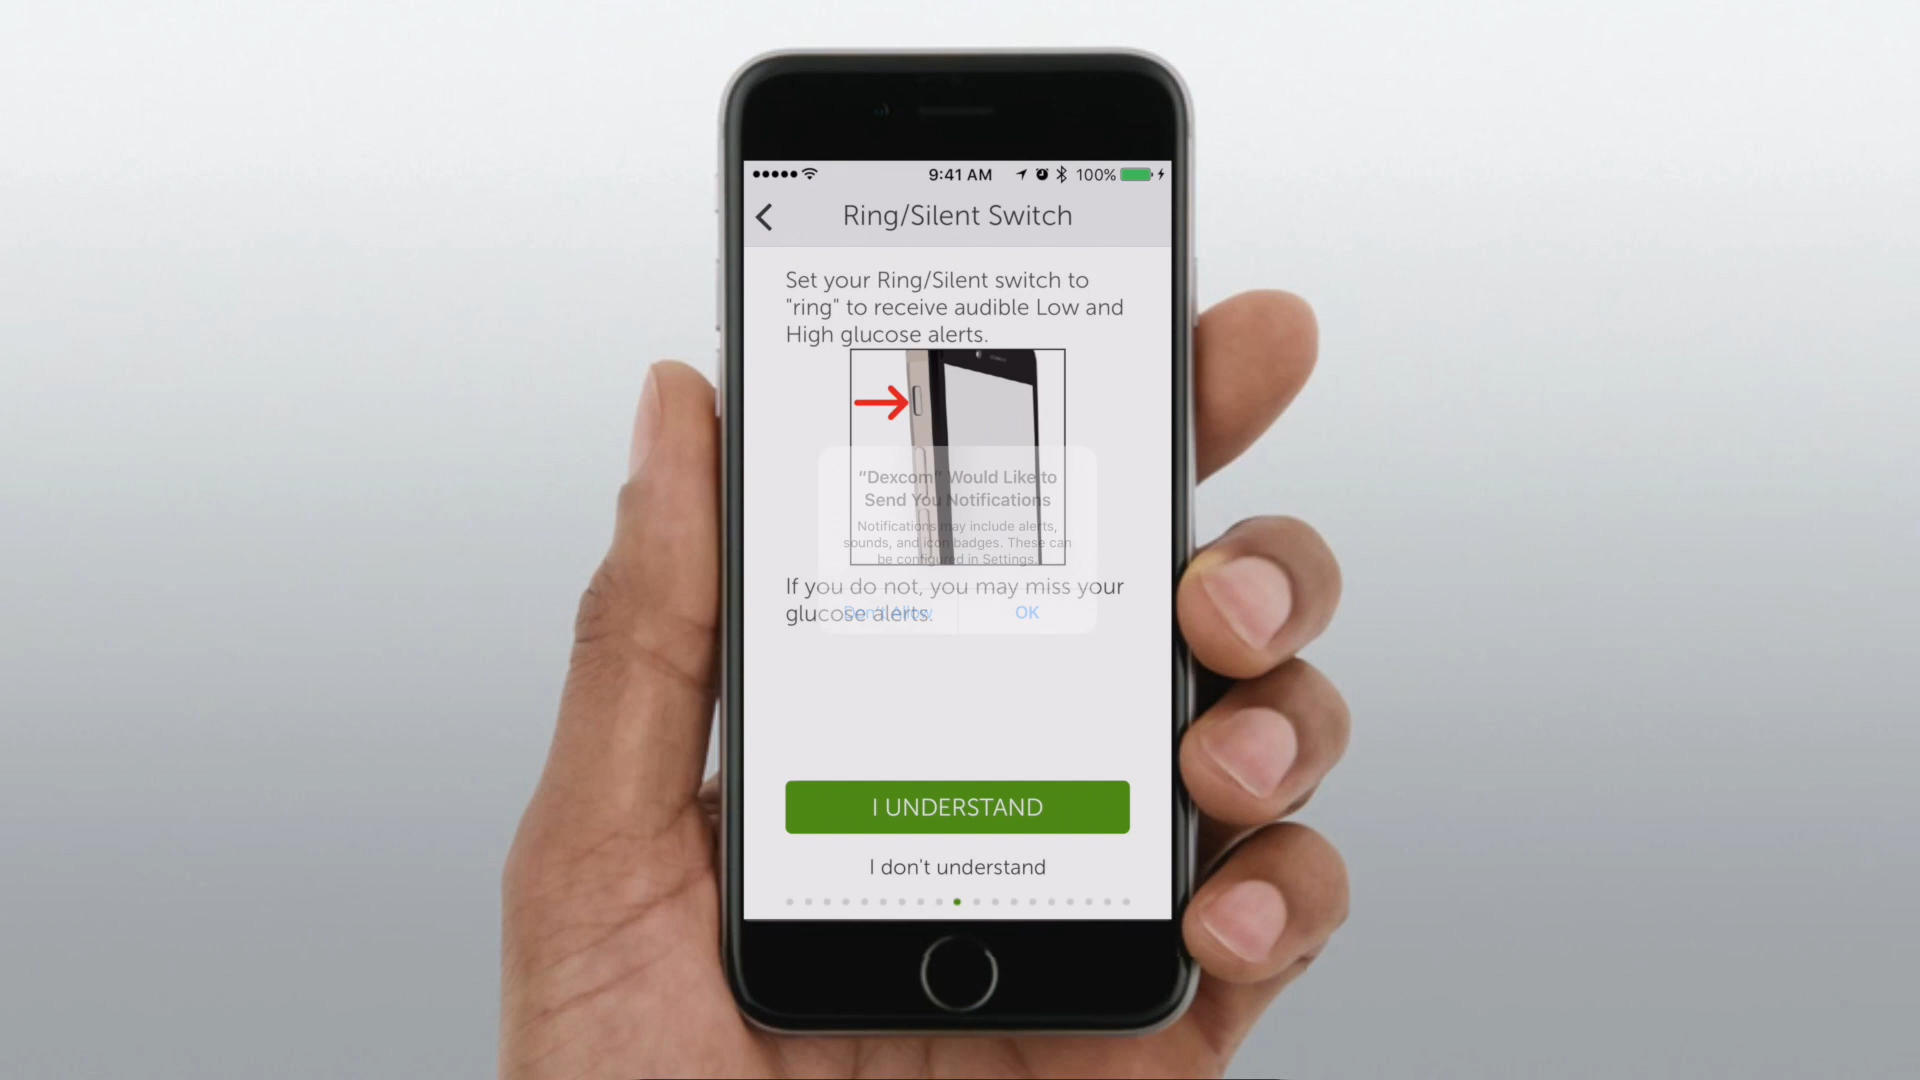 9:41 AM 100%
Ring/Silent Switch
Set your Ring/Silent switch to
"ring" to receive audible Low and
High glucose alerts.
“Dexcom” Would Like to
Send You Notifications
Notifications may include alerts,
sounds, and icon badges. These can
be configured in Settings.
If you do not, you may miss your
glucose alerts.
Don't Allow OK
I UNDERSTAND
I don't understand